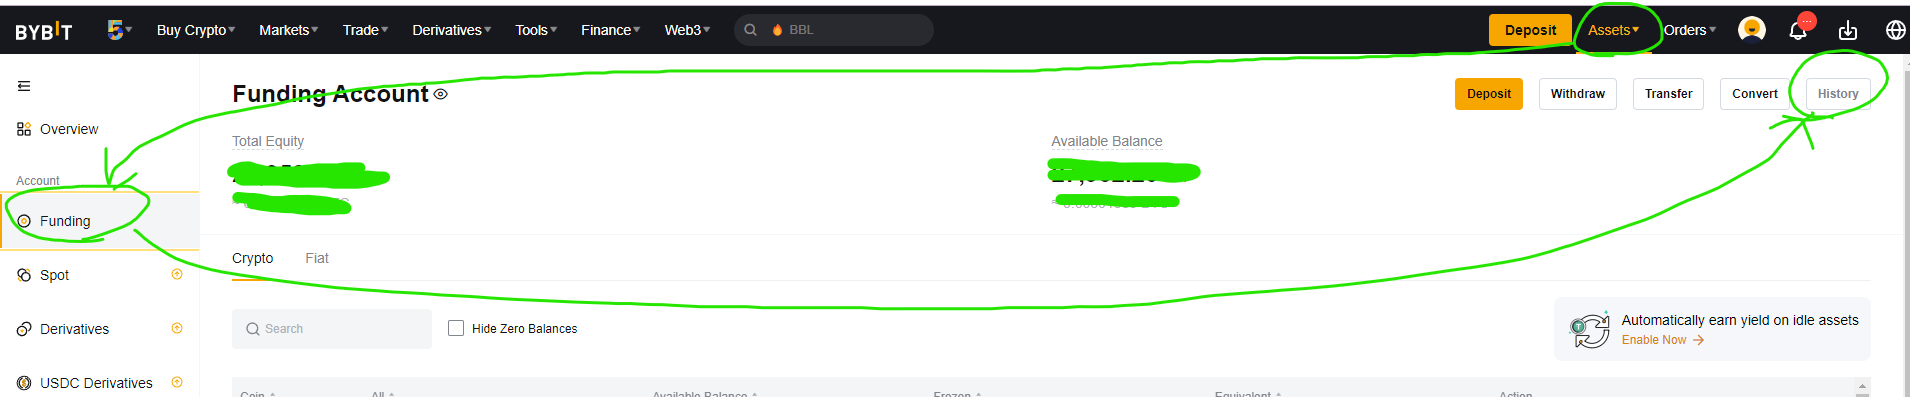 BYBIT 5 Buy Crypto Markets Trade Derivatives Tools Finance Web3 BBL Deposit Assets Orders
Funding Account Deposit Withdraw Transfer Convert History
Overview
Total Equity Available Balance
Account
Funding
Crypto Fiat
Spot
Search Hide Zero Balances
Automatically earn yield on idle assets
Derivatives
Enable Now
USDC Derivatives
Coin All Available Balance Frozen Equivalent Action